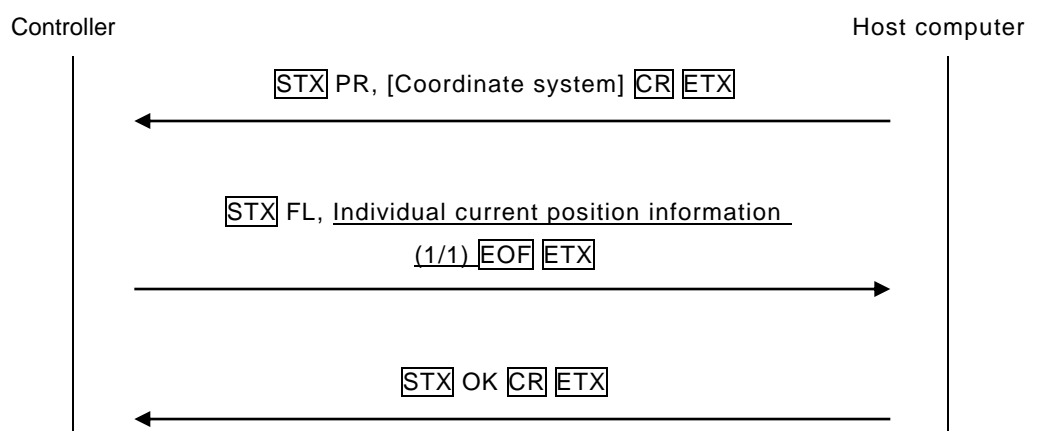 Controller
Host computer
STX PR, [Coordinate system] CR ETX
STX FL, Individual current position information
(1/1) EOF ETX
STX OK CR ETX